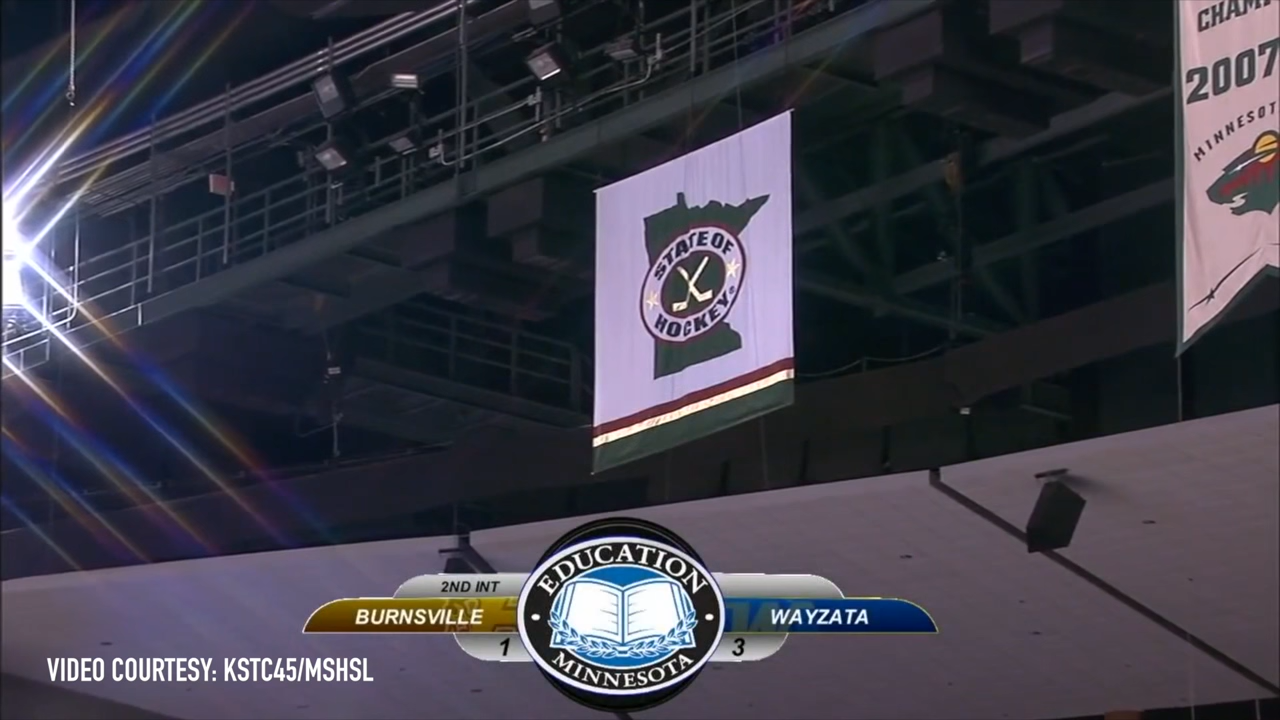 CHAMP
2007
MINNESOT
STATE OF
HOCKEY
2ND INT
BURNSVILLE
1
EDUCATION
MINNESOTA
WAYZATA
3
VIDEO COURTESY: KSTC45/MSHSL